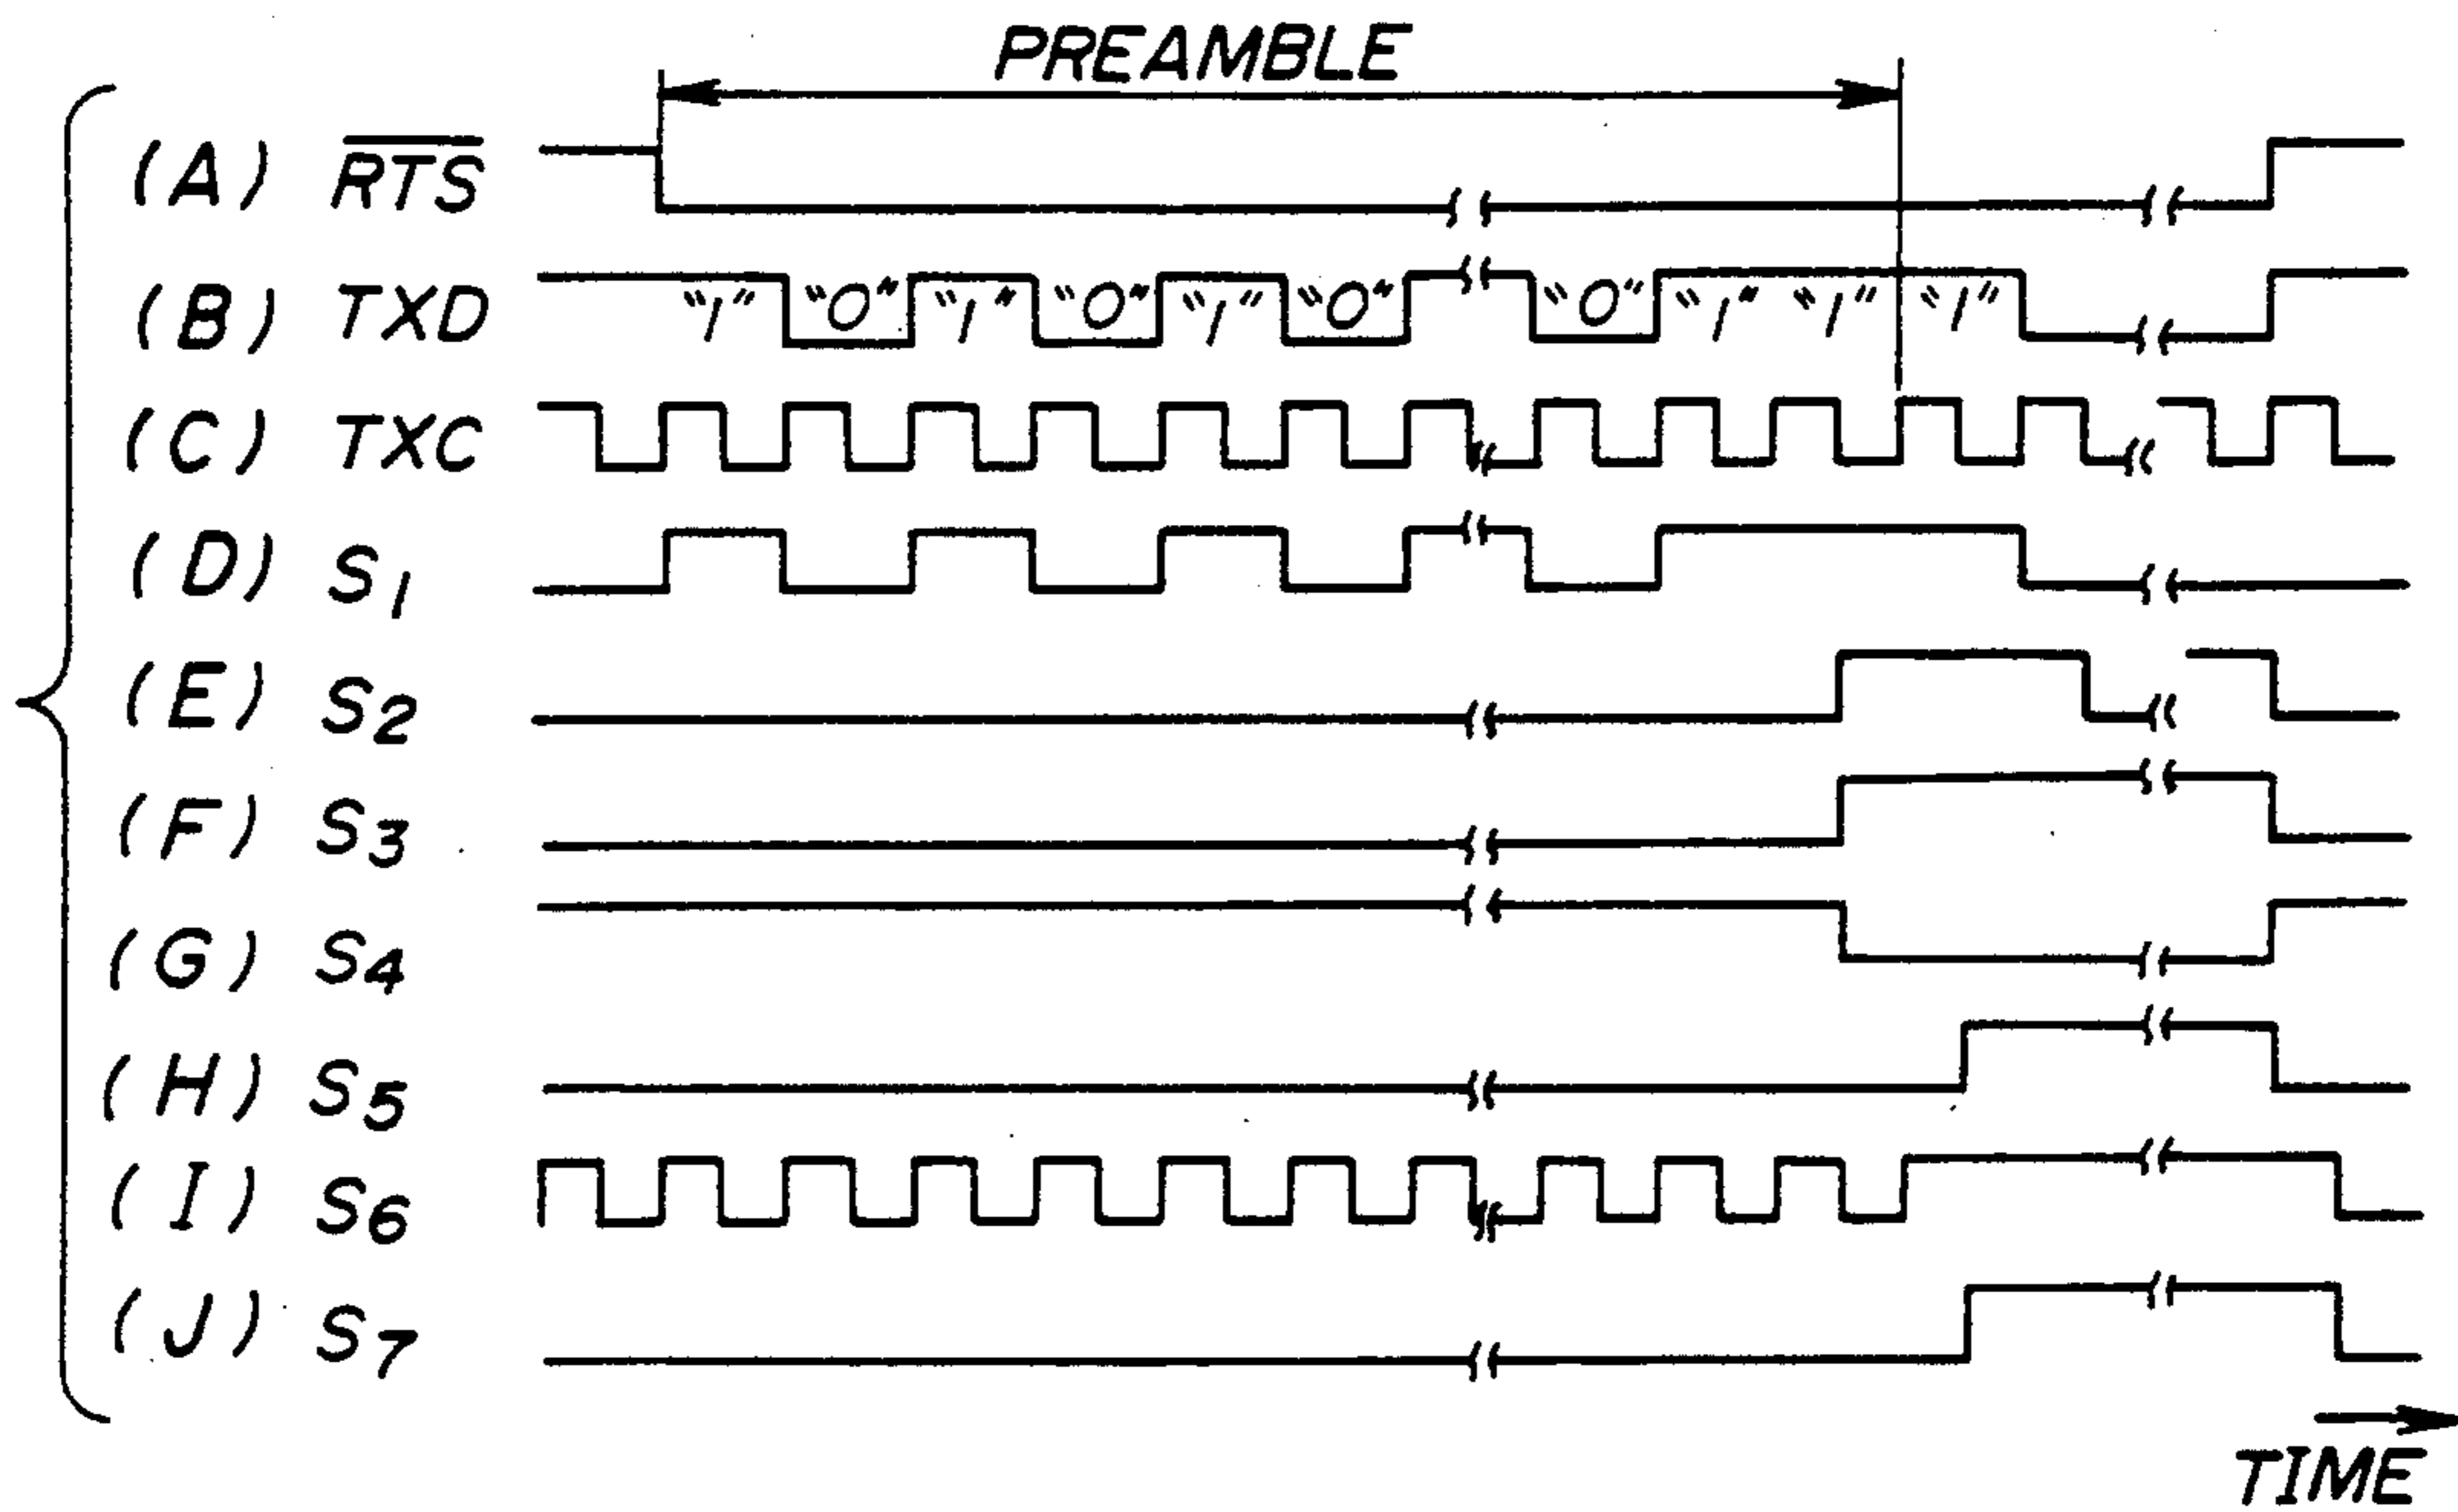 PREAMBLE
(A) R̅T̅S̅
(B) TXD "1" "0" "1" "0" "1" "0" "0" "1" "1" "1"
(C) TXC
(D) S1
(E) S2
(F) S3
(G) S4
(H) S5
(I) S6
(J) S7
TIME